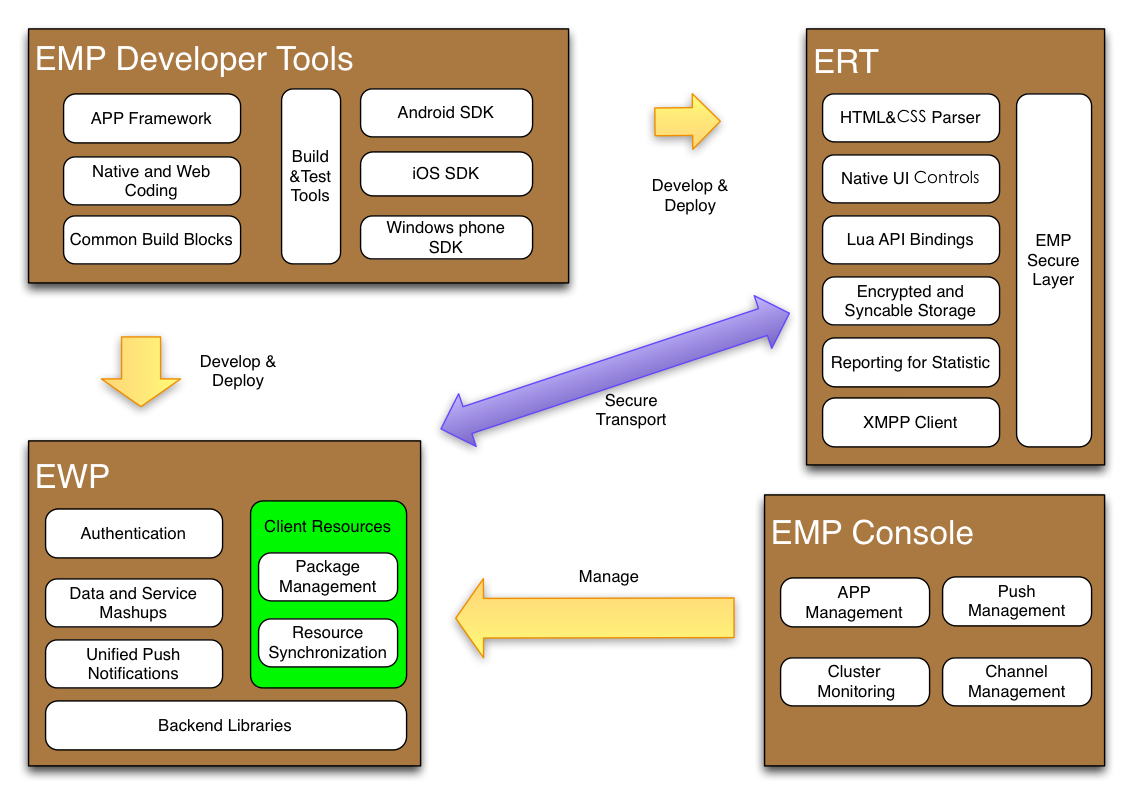 EMP Developer Tools
APP Framework
Native and Web
Coding
Common Build Blocks
Build
&Test
Tools
Android SDK
iOS SDK
Windows phone
SDK
Develop &
Deploy
ERT
HTML&CSS Parser
Native UI Controls
Lua API Bindings
Encrypted and
Syncable Storage
Reporting for Statistic
XMPP Client
EMP
Secure
Layer
Develop &
Deploy
Secure
Transport
EWP
Authentication
Data and Service
Mashups
Unified Push
Notifications
Client Resources
Package
Management
Resource
Synchronization
Backend Libraries
Manage
EMP Console
APP
Management
Push
Management
Cluster
Monitoring
Channel
Management